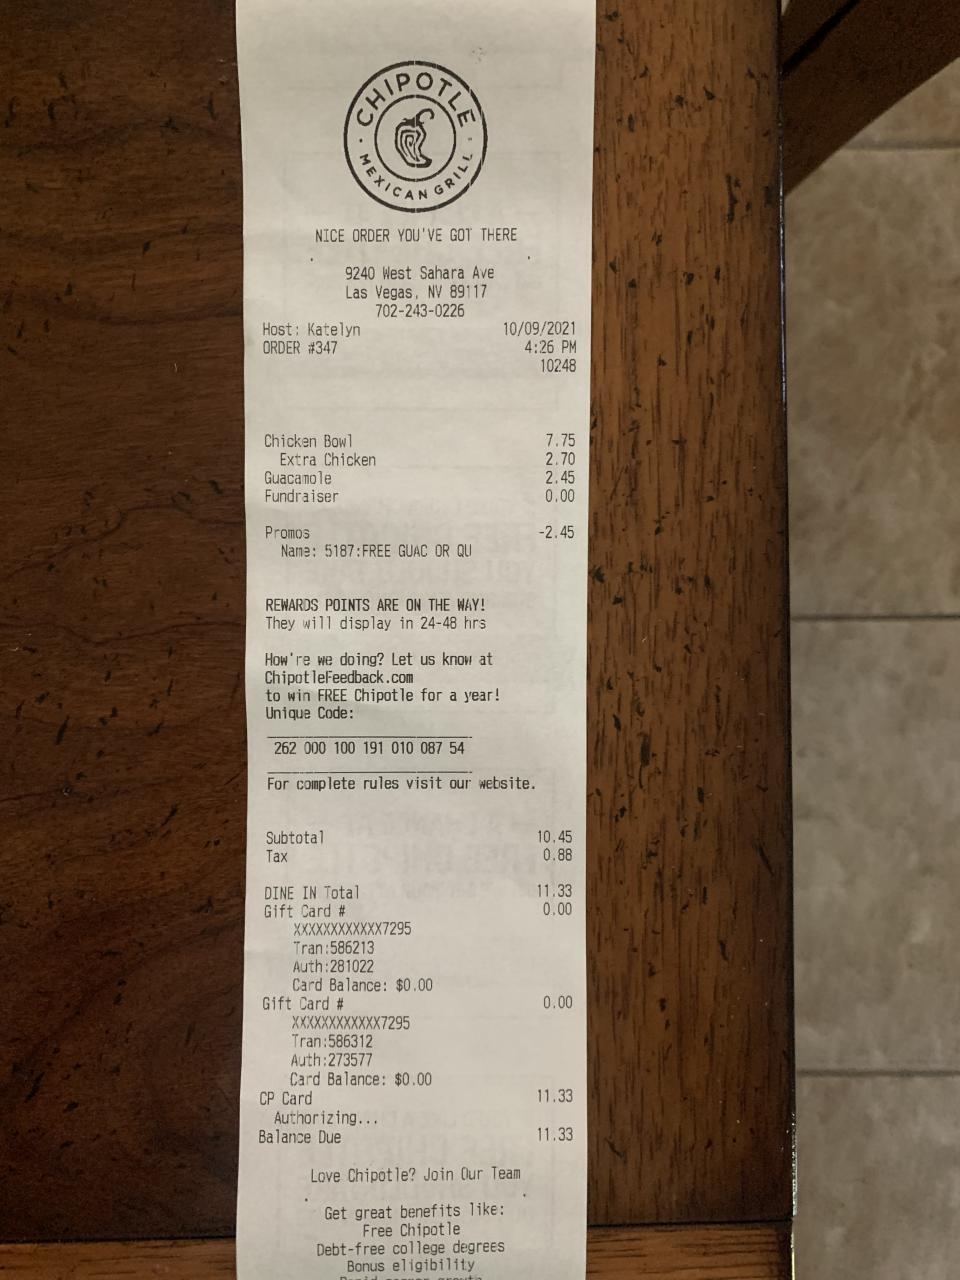 CHIPOTLE
MEXICAN GRILL
NICE ORDER YOU'VE GOT THERE
9240 West Sahara Ave
Las Vegas, NV 89117
702-243-0226
Host: Katelyn 10/09/2021
ORDER #347 4:26 PM
10248
Chicken Bowl 7.75
Extra Chicken 2.70
Guacamole 2.45
Fundraiser 0.00
Promos -2.45
Name: 5187:FREE GUAC OR QU
REWARDS POINTS ARE ON THE WAY!
They will display in 24-48 hrs
How're we doing? Let us know at
ChipotleFeedback.com
to win FREE Chipotle for a year!
Unique Code:
262 000 100 191 010 087 54
For complete rules visit our website.
Subtotal 10.45
Tax 0.88
DINE IN Total 11.33
Gift Card # 0.00
XXXXXXXXXXXX7295
Tran:586213
Auth:281022
Card Balance: $0.00
Gift Card # 0.00
XXXXXXXXXXXX7295
Tran:586312
Auth:273577
Card Balance: $0.00
CP Card 11.33
Authorizing...
Balance Due 11.33
Love Chipotle? Join Our Team
Get great benefits like:
Free Chipotle
Debt-free college degrees
Bonus eligibility